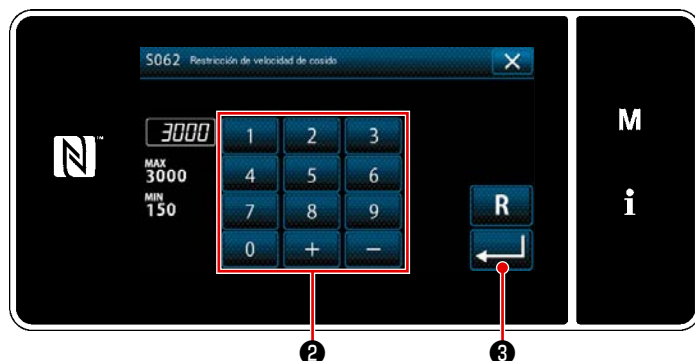 S062 Restricción de velocidad de cosido
3000
MAX
3000
MIN
150
1 2 3
4 5 6
7 8 9
0 + −
R
M
i
N
❷ ❸